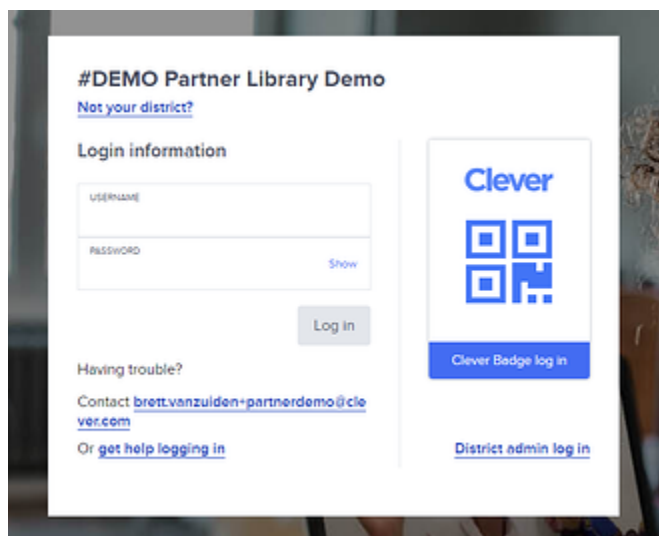 #DEMO Partner Library Demo
Not your district?
Login information
USERNAME
PASSWORD
Show
Log in
Having trouble?
Contact brett.vanzuiden+partnerdemo@cle
ver.com
Or get help logging in
Clever
Clever Badge log in
District admin log in